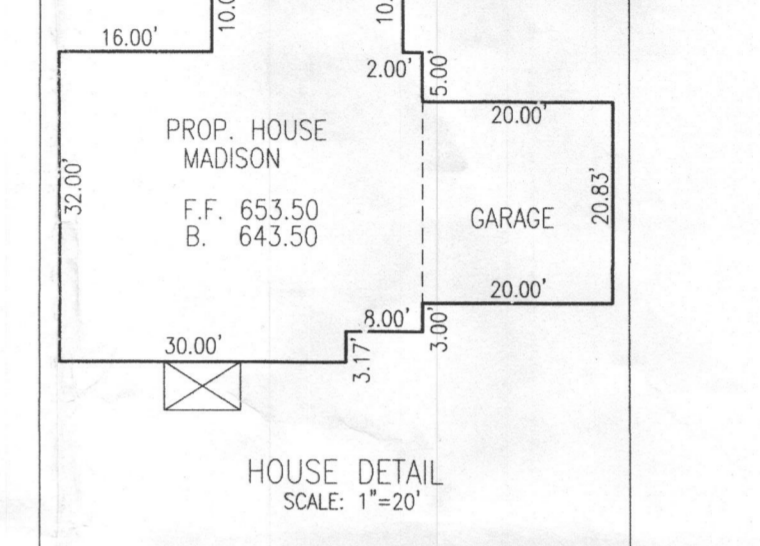 16.00'
2.00'
5.00'
20.00'
PROP. HOUSE
MADISON
32.00'
F.F. 653.50
B. 643.50
GARAGE
20.83'
20.00'
8.00'
3.00'
30.00'
3.17'
HOUSE DETAIL
SCALE: 1"=20'